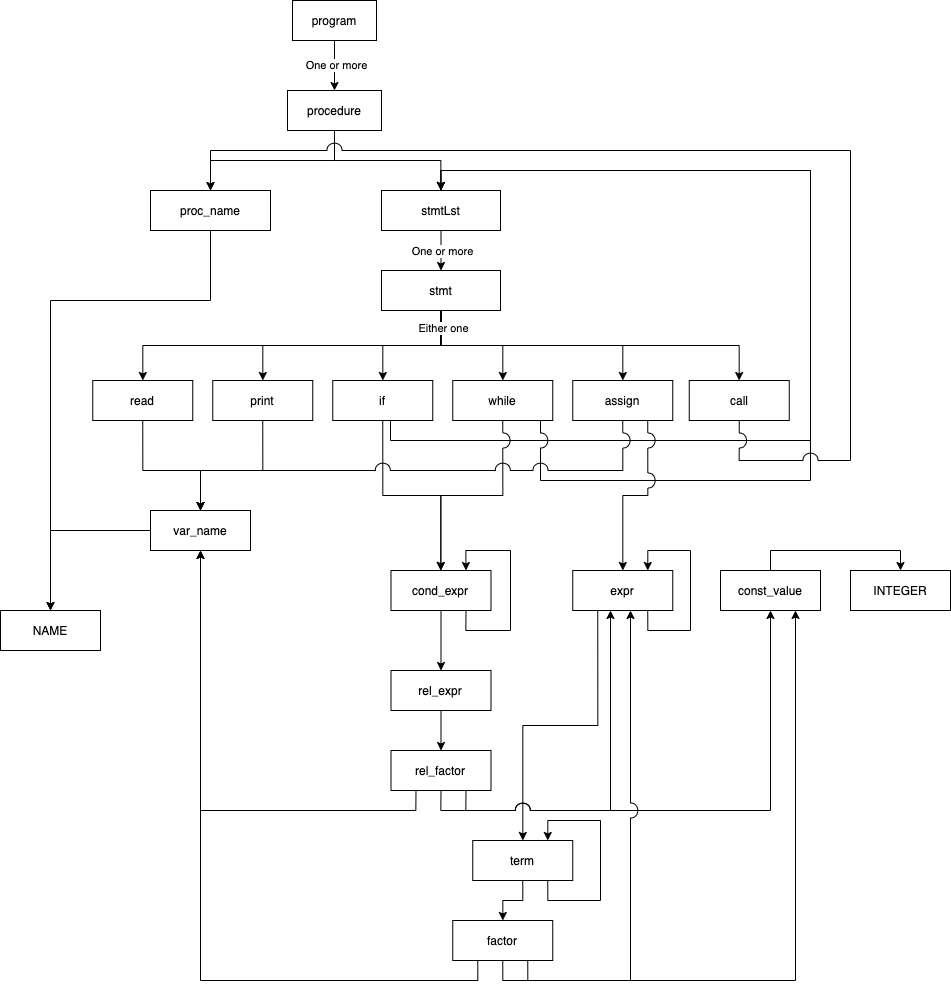 program
One or more
procedure
proc_name
stmtLst
One or more
stmt
Either one
read
print
if
while
assign
call
var_name
cond_expr
expr
const_value
INTEGER
NAME
rel_expr
rel_factor
term
factor